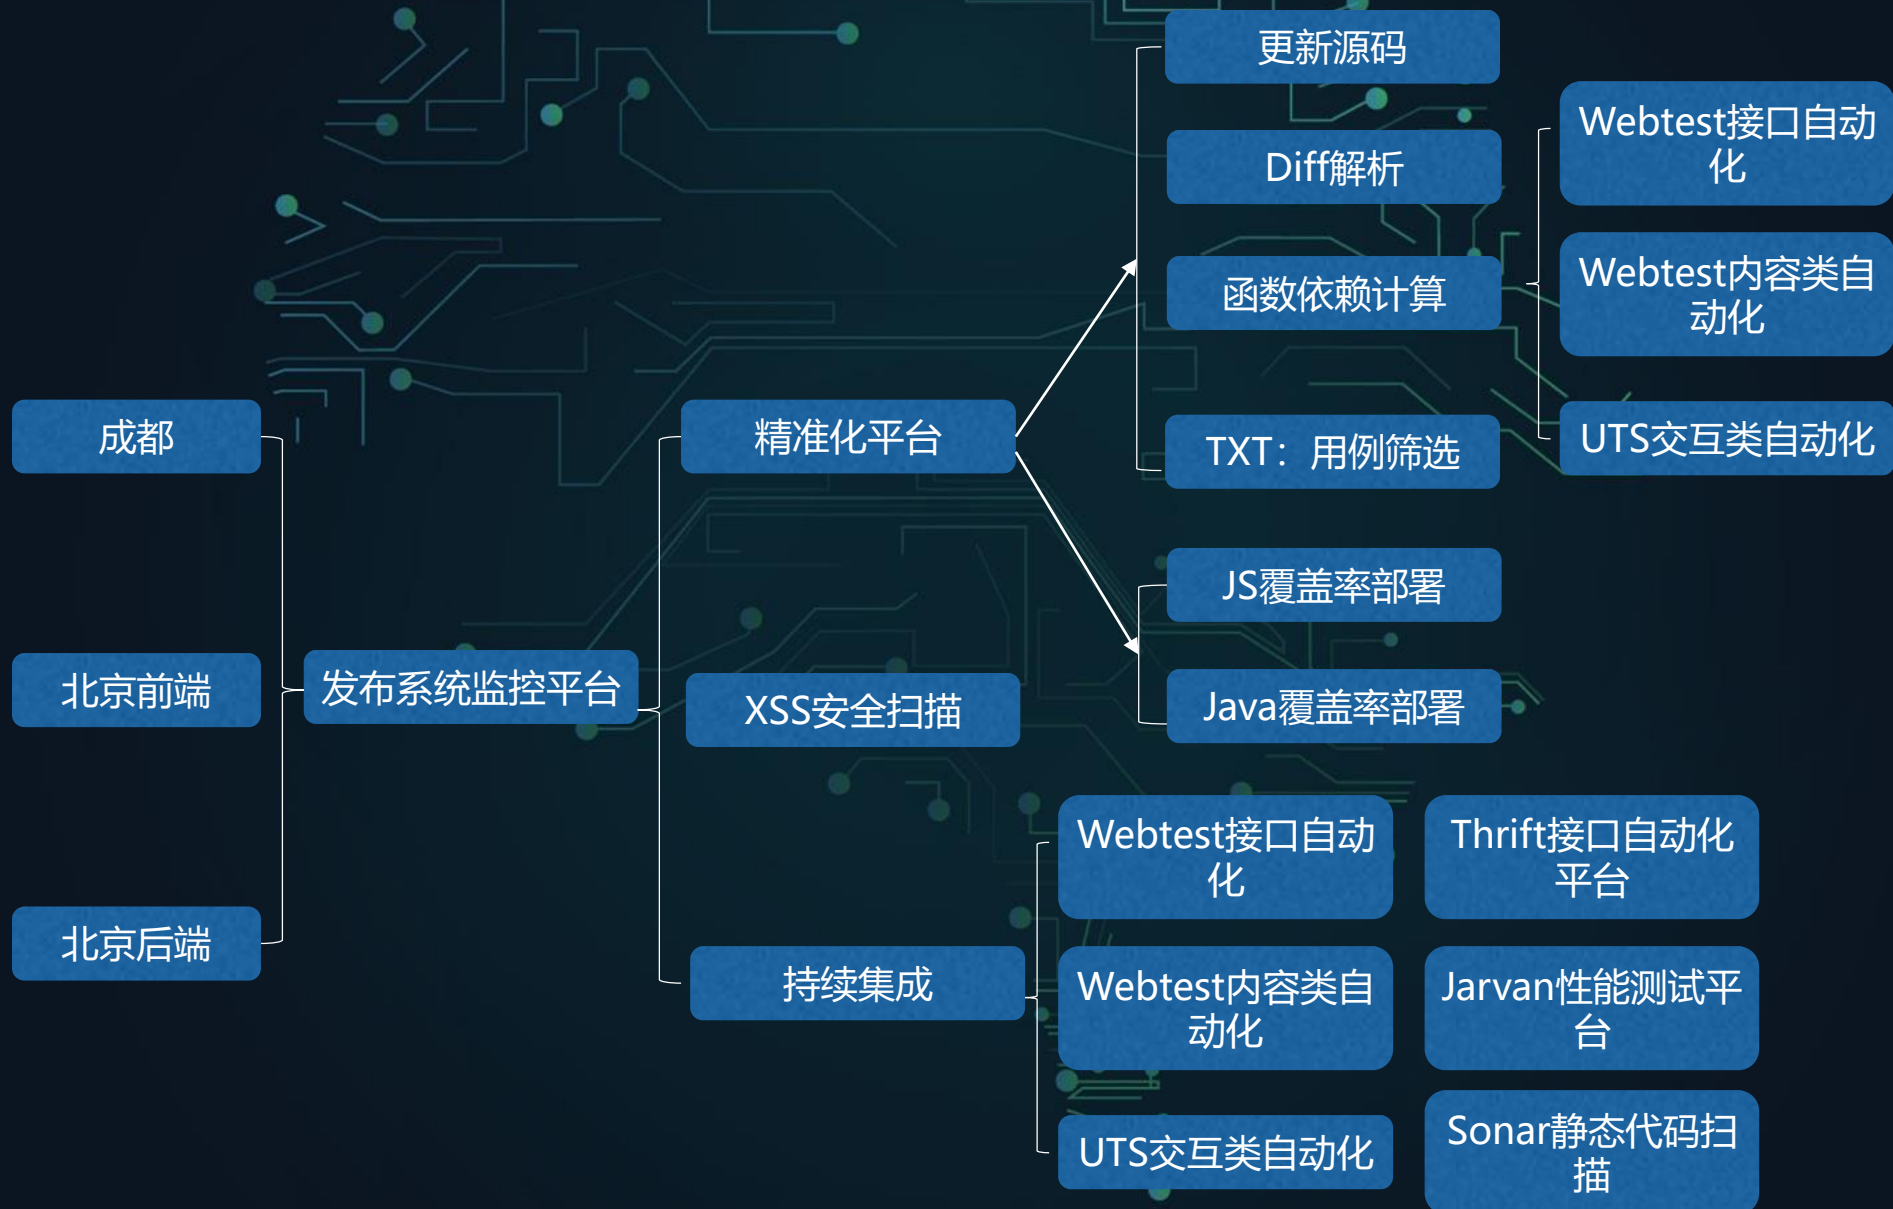 成都
北京前端
北京后端
发布系统监控平台
精准化平台
XSS安全扫描
持续集成
更新源码
Diff解析
函数依赖计算
TXT：用例筛选
Webtest接口自动
化
Webtest内容类自
动化
UTS交互类自动化
JS覆盖率部署
Java覆盖率部署
Webtest接口自动
化
Webtest内容类自
动化
UTS交互类自动化
Thrift接口自动化
平台
Jarvan性能测试平
台
Sonar静态代码扫
描